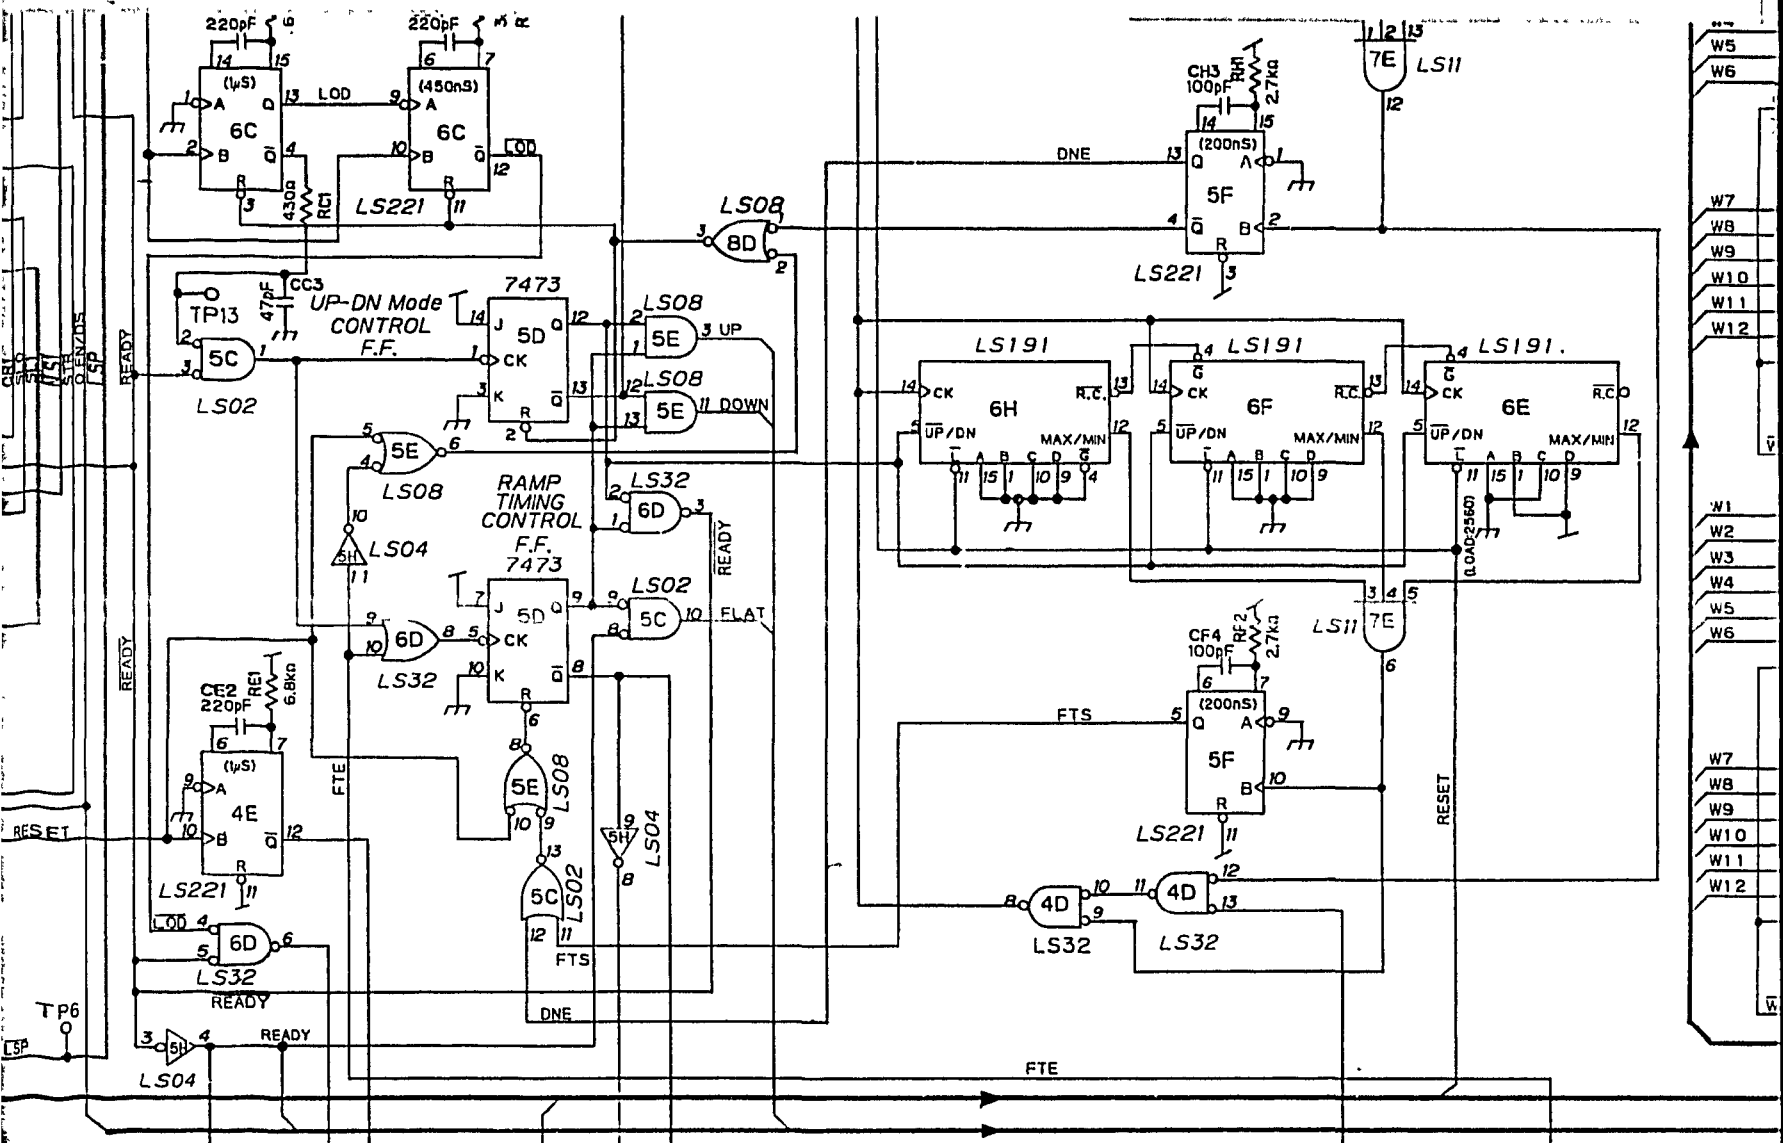 220pF
220pF
14
15
6
7
(1µS)
(450nS)
1
A
Q
13
LOD
9
A
6C
6C
2
B
Q̅
4
10
B
Q̅
12
L̅O̅D̅
R
3
430Ω
RC1
LS221
R
11
CC3
47pF
TP13
UP-DN Mode
CONTROL
F.F.
2
3
5C
1
LS02
7473
14
J
5D
Q
12
1
CK
3
K
Q̅
13
R
2
LS08
2
1
5E
3
UP
LS08
12
13
5E
11
DOWN
LS08
3
8D
1
2
5
4
5E
6
LS08
10
5H
LS04
11
RAMP
TIMING
CONTROL
F.F.
7473
LS32
2
1
6D
3
R̅E̅A̅D̅Y̅
7
J
5D
Q
9
5
CK
10
K
Q̅
8
R
6
LS02
9
8
5C
10
FLAT
9
10
6D
8
LS32
8
5E
LS08
10
9
13
5C
LS02
12
11
FTS
9
5H
LS04
8
CE2
220pF
RE1
6.8kΩ
6
7
(1µS)
9
A
4E
10
B
Q̅
12
R
11
LS221
RESET
FTE
L̅O̅D̅
4
5
6D
6
LS32
R̅E̅A̅D̅Y̅
TP6
L̅S̅P̅
3
5H
4
READY
LS04
DNE
FTE
STB
OEN/DS
L̅S̅P̅
READY
R̅E̅A̅D̅Y̅
1
2
13
7E
LS11
12
CH3
100pF
RH1
2.7kΩ
14
15
(200nS)
DNE
13
Q
A
1
5F
4
Q̅
B
2
R
3
LS221
LS191
14
CK
R̅.C̅.
13
6H
5
U̅P̅/DN
MAX/MIN
12
L̅
A
B
C
D
G̅
11
15
1
10
9
4
LS191
4
G̅
14
CK
R̅.C̅.
13
6F
5
U̅P̅/DN
MAX/MIN
12
L̅
A
B
C
D
11
15
1
10
9
LS191.
4
G̅
14
CK
R̅.C̅
6E
5
U̅P̅/DN
MAX/MIN
12
L̅
A
B
C
D
11
15
1
10
9
(LOAD:2560)
3
4
5
7E
LS11
6
CF4
100pF
RF2
2.7kΩ
6
7
(200nS)
FTS
5
Q
A
9
5F
B
10
R
11
LS221
RESET
8
4D
10
9
LS32
11
4D
12
13
LS32
W5
W6
W7
W8
W9
W10
W11
W12
W1
W2
W3
W4
W5
W6
W7
W8
W9
W10
W11
W12